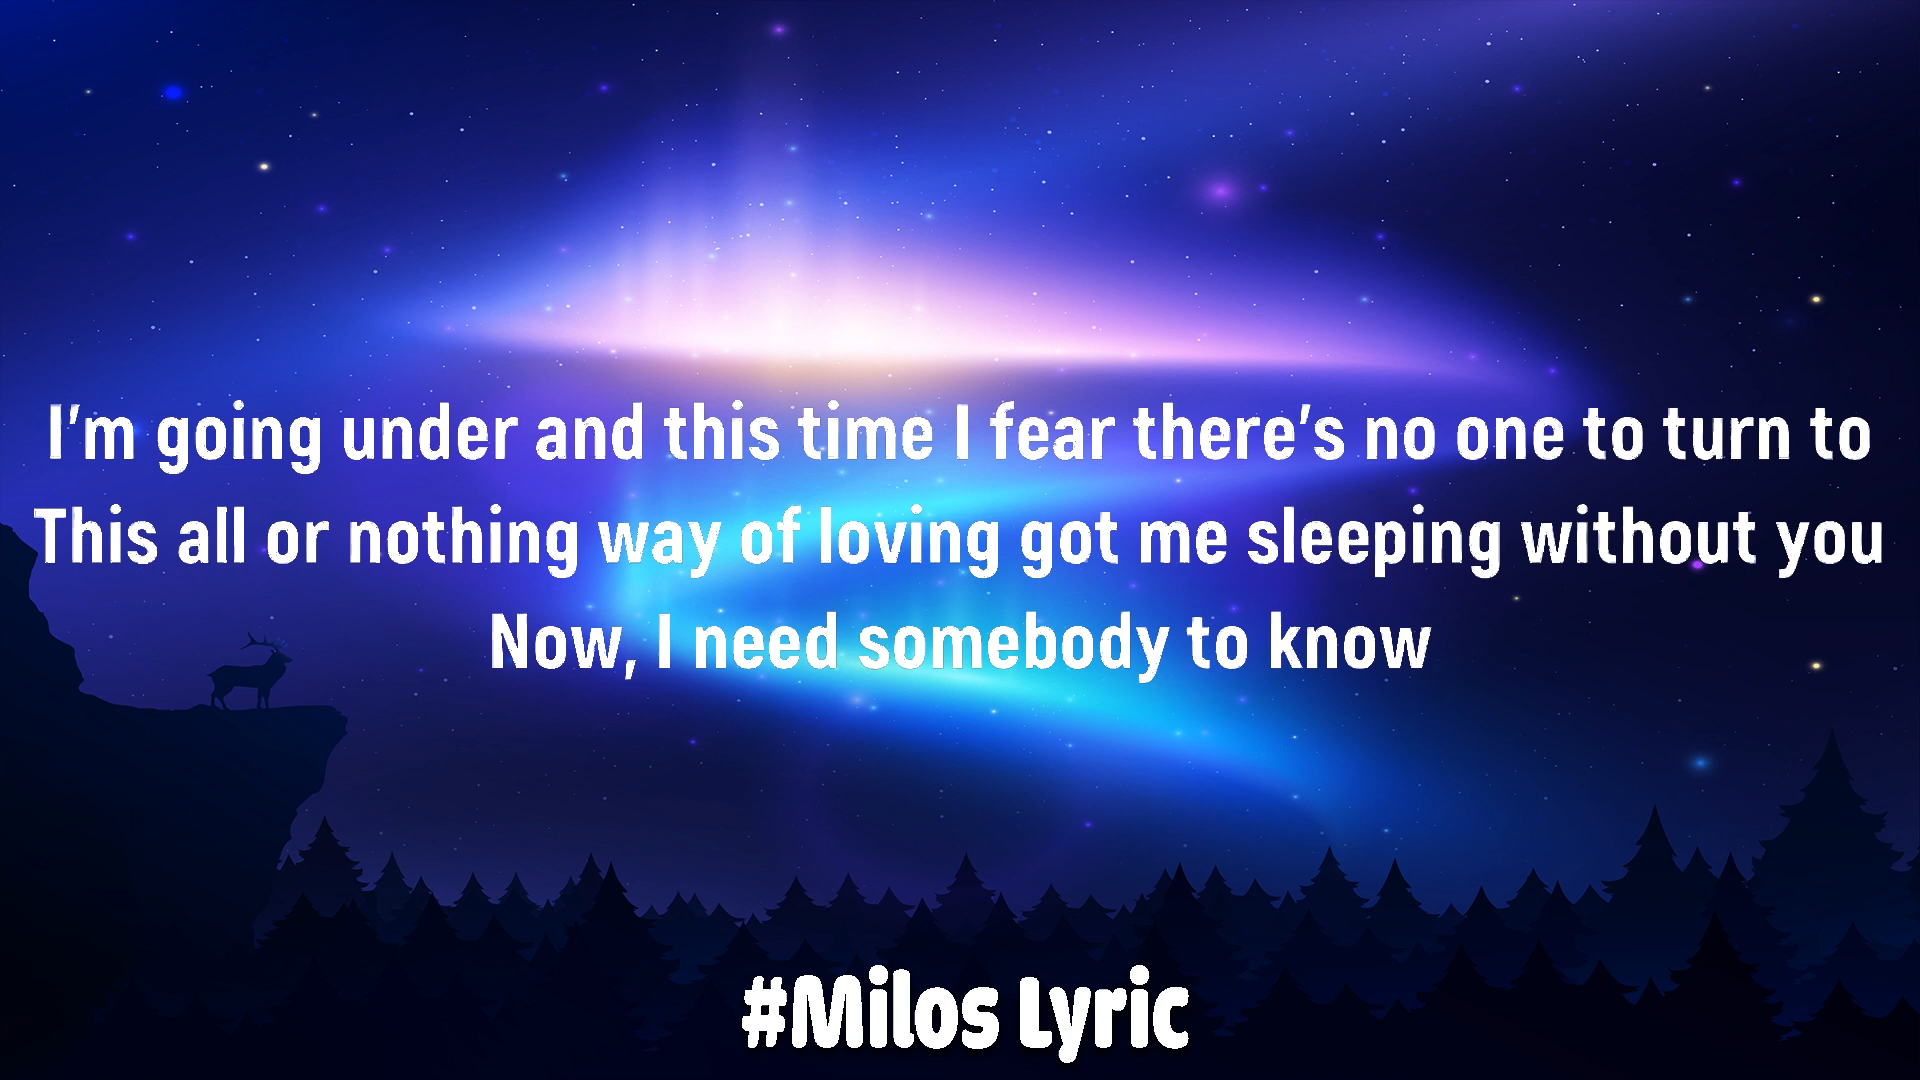 I'm going under and this time I fear there's no one to turn to
This all or nothing way of loving got me sleeping without you
Now, I need somebody to know
#Milos Lyric